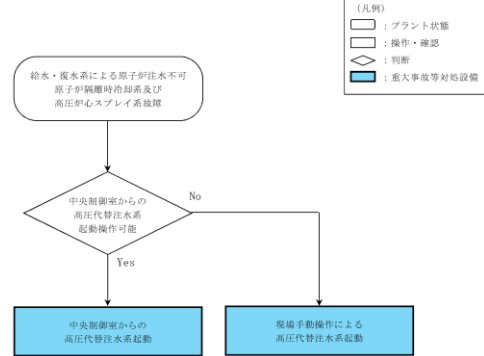 (凡例)
：プラント状態
：操作・確認
：判断
：重大事故等対処設備
給水・復水系による原子炉注水不可
原子炉隔離時冷却系及び
高圧炉心スプレイ系故障
中央制御室からの
高圧代替注水系
起動操作可能
No
Yes
中央制御室からの
高圧代替注水系起動
現場手動操作による
高圧代替注水系起動